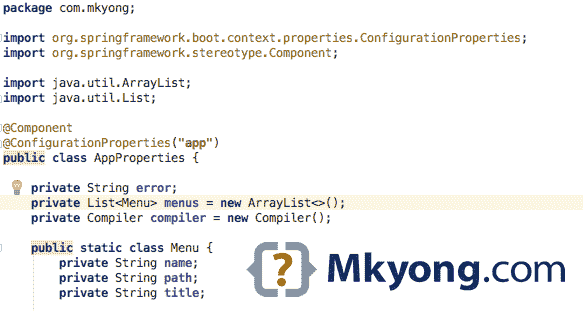 package com.mkyong;
import org.springframework.boot.context.properties.ConfigurationProperties;
import org.springframework.stereotype.Component;
import java.util.ArrayList;
import java.util.List;
@Component
@ConfigurationProperties("app")
public class AppProperties {
private String error;
private List<Menu> menus = new ArrayList<>();
private Compiler compiler = new Compiler();
public static class Menu {
private String name;
private String path;
private String title;
{?} Mkyong.com